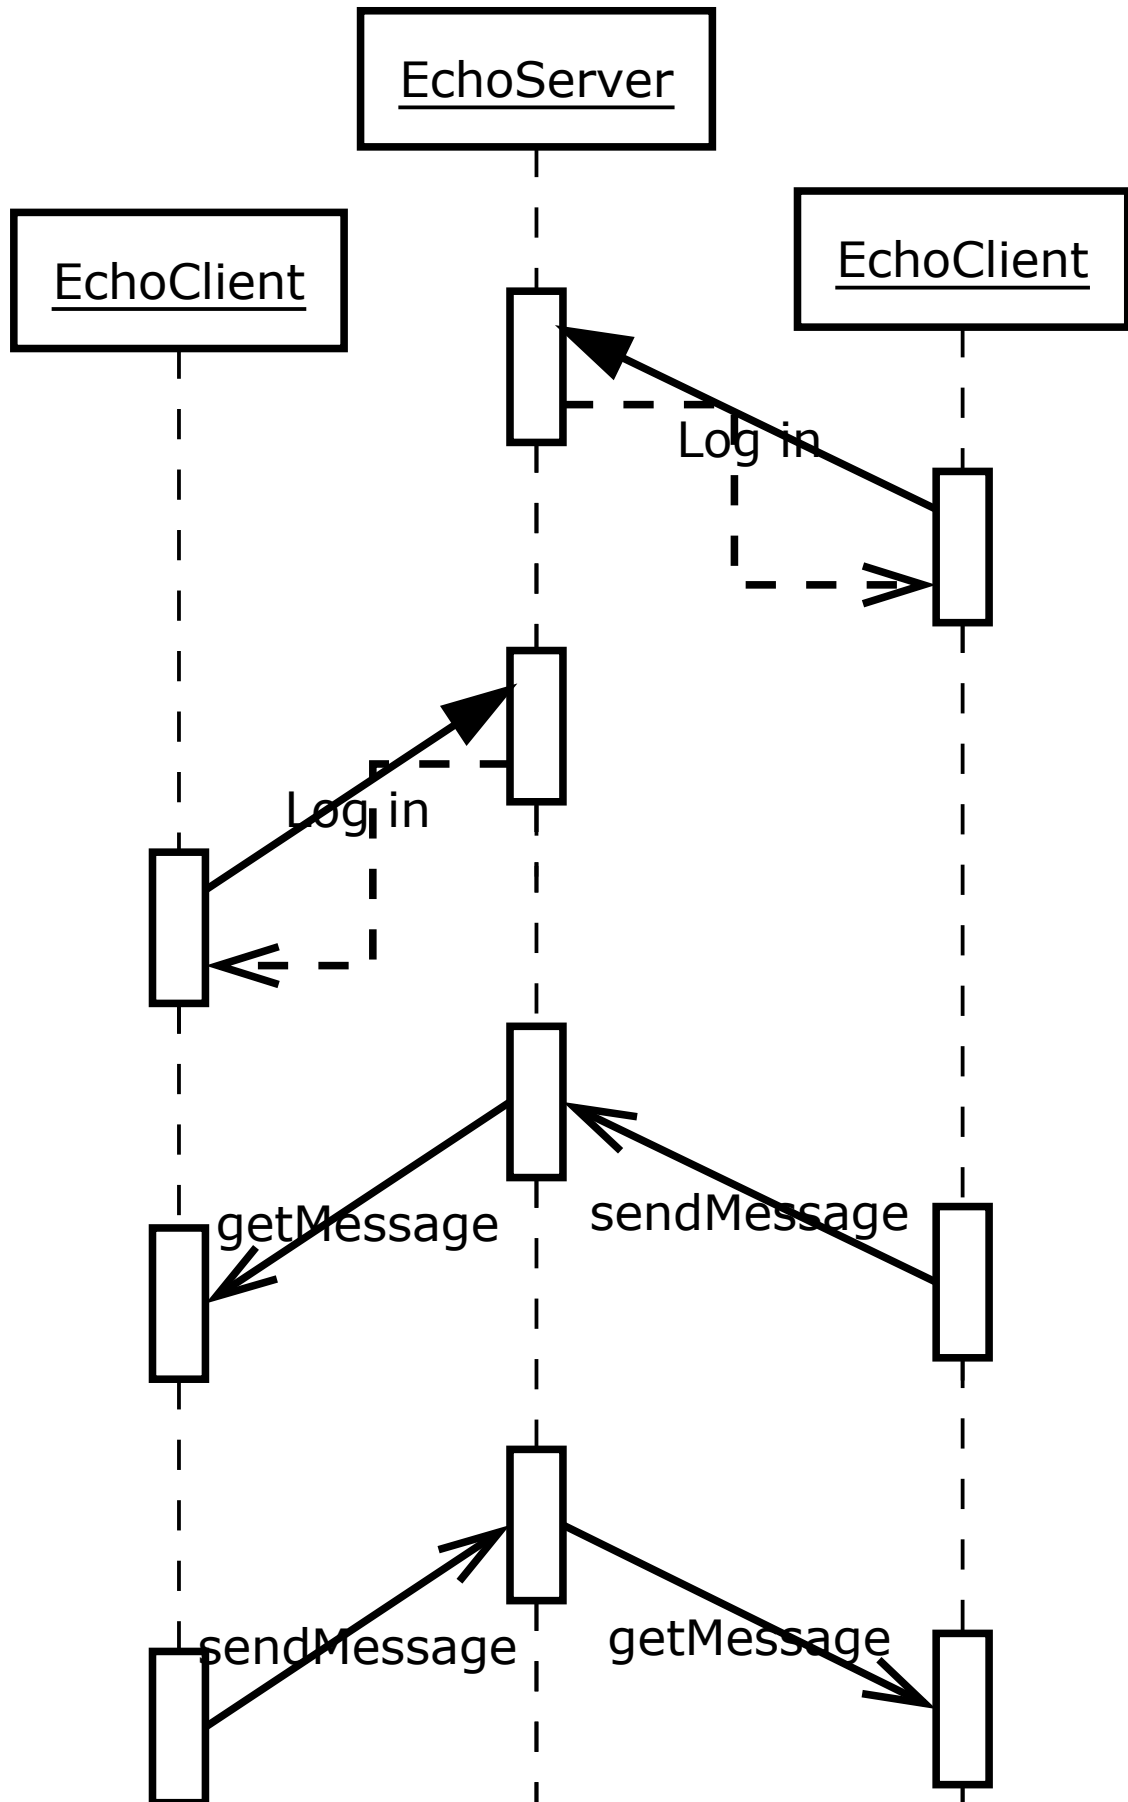 EchoServer
EchoClient
EchoClient
Log in
Log in
getMessage
sendMessage
sendMessage
getMessage